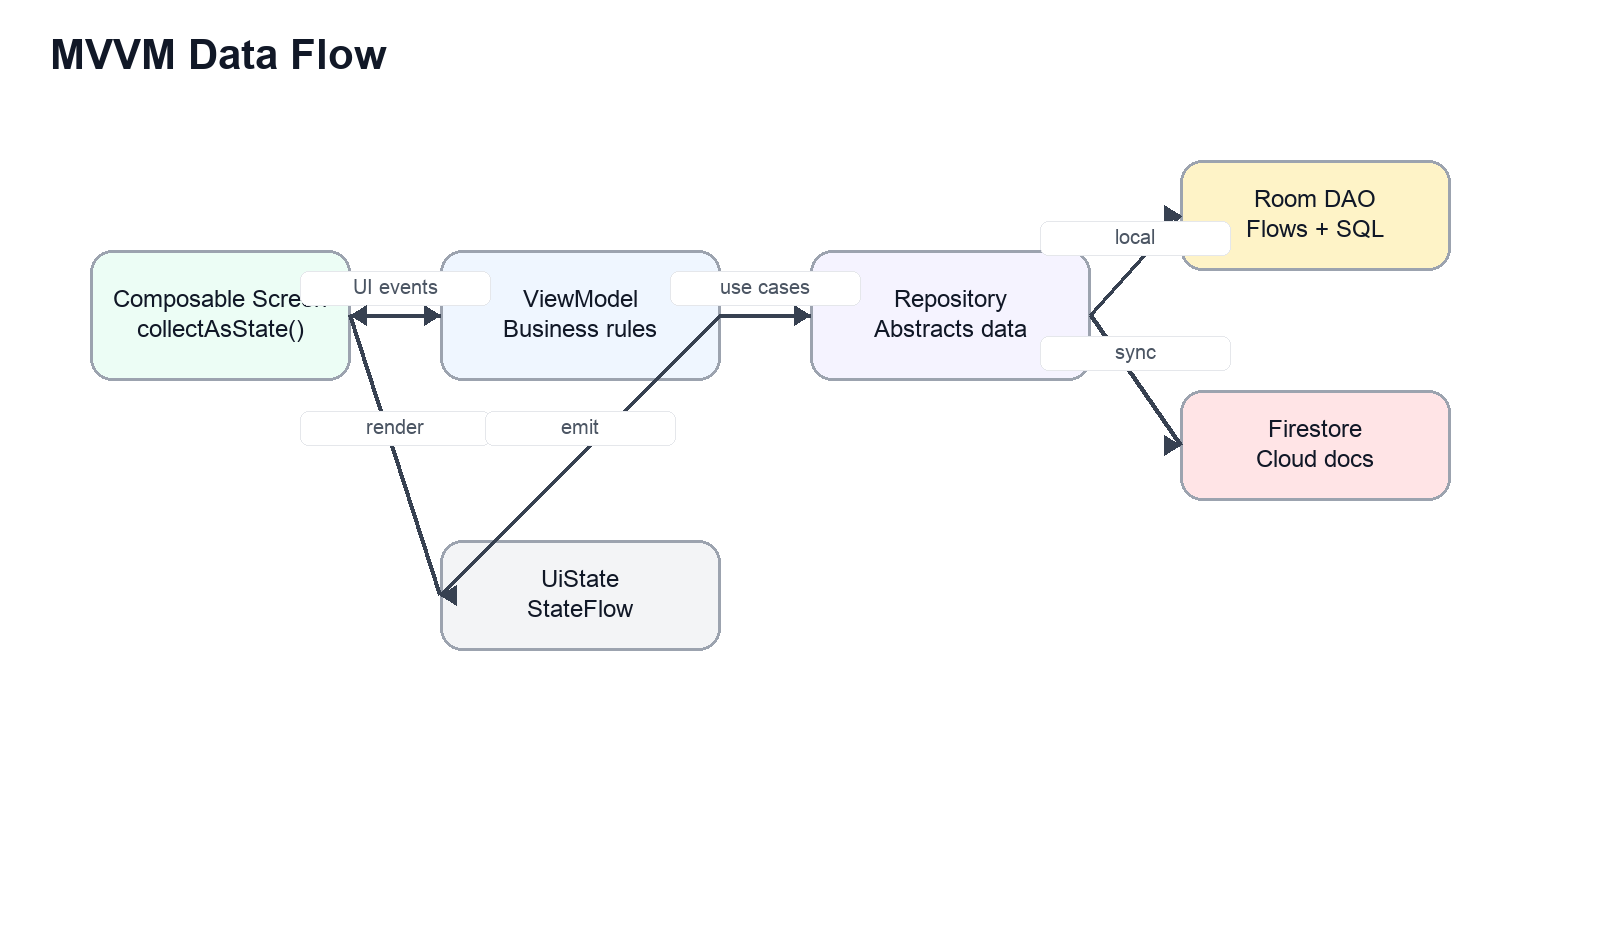 MVVM Data Flow
Room DAO
Flows + SQL
local
Composable Screen
collectAsState()
UI events
ViewModel
Business rules
use cases
Repository
Abstracts data
sync
render
emit
Firestore
Cloud docs
UiState
StateFlow